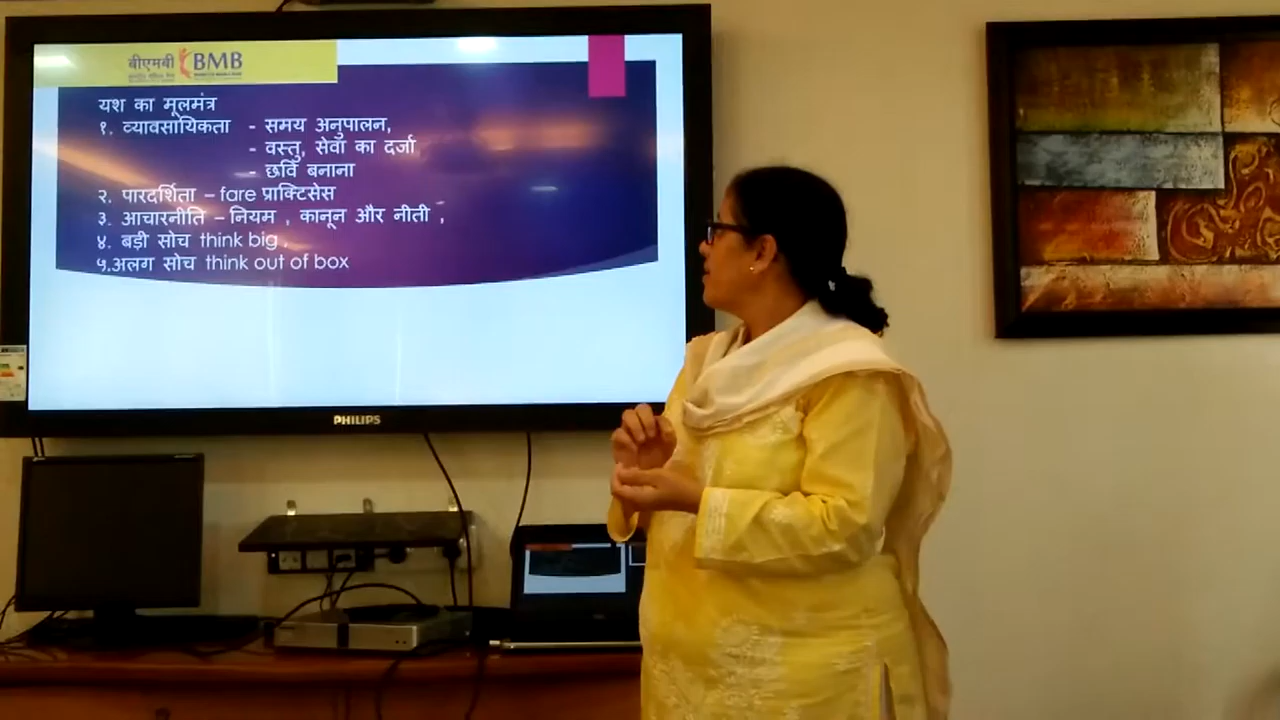 बीएमबी BMB
यश का मूलमंत्र
१. व्यावसायिकता - समय अनुपालन,
- वस्तु, सेवा का दर्जा
- छवि बनाना
२. पारदर्शिता – fare प्राक्टिसेस
३. आचारनीति – नियम , कानून और नीती ,
४. बड़ी सोच think big .
५.अलग सोच think out of box
PHILIPS